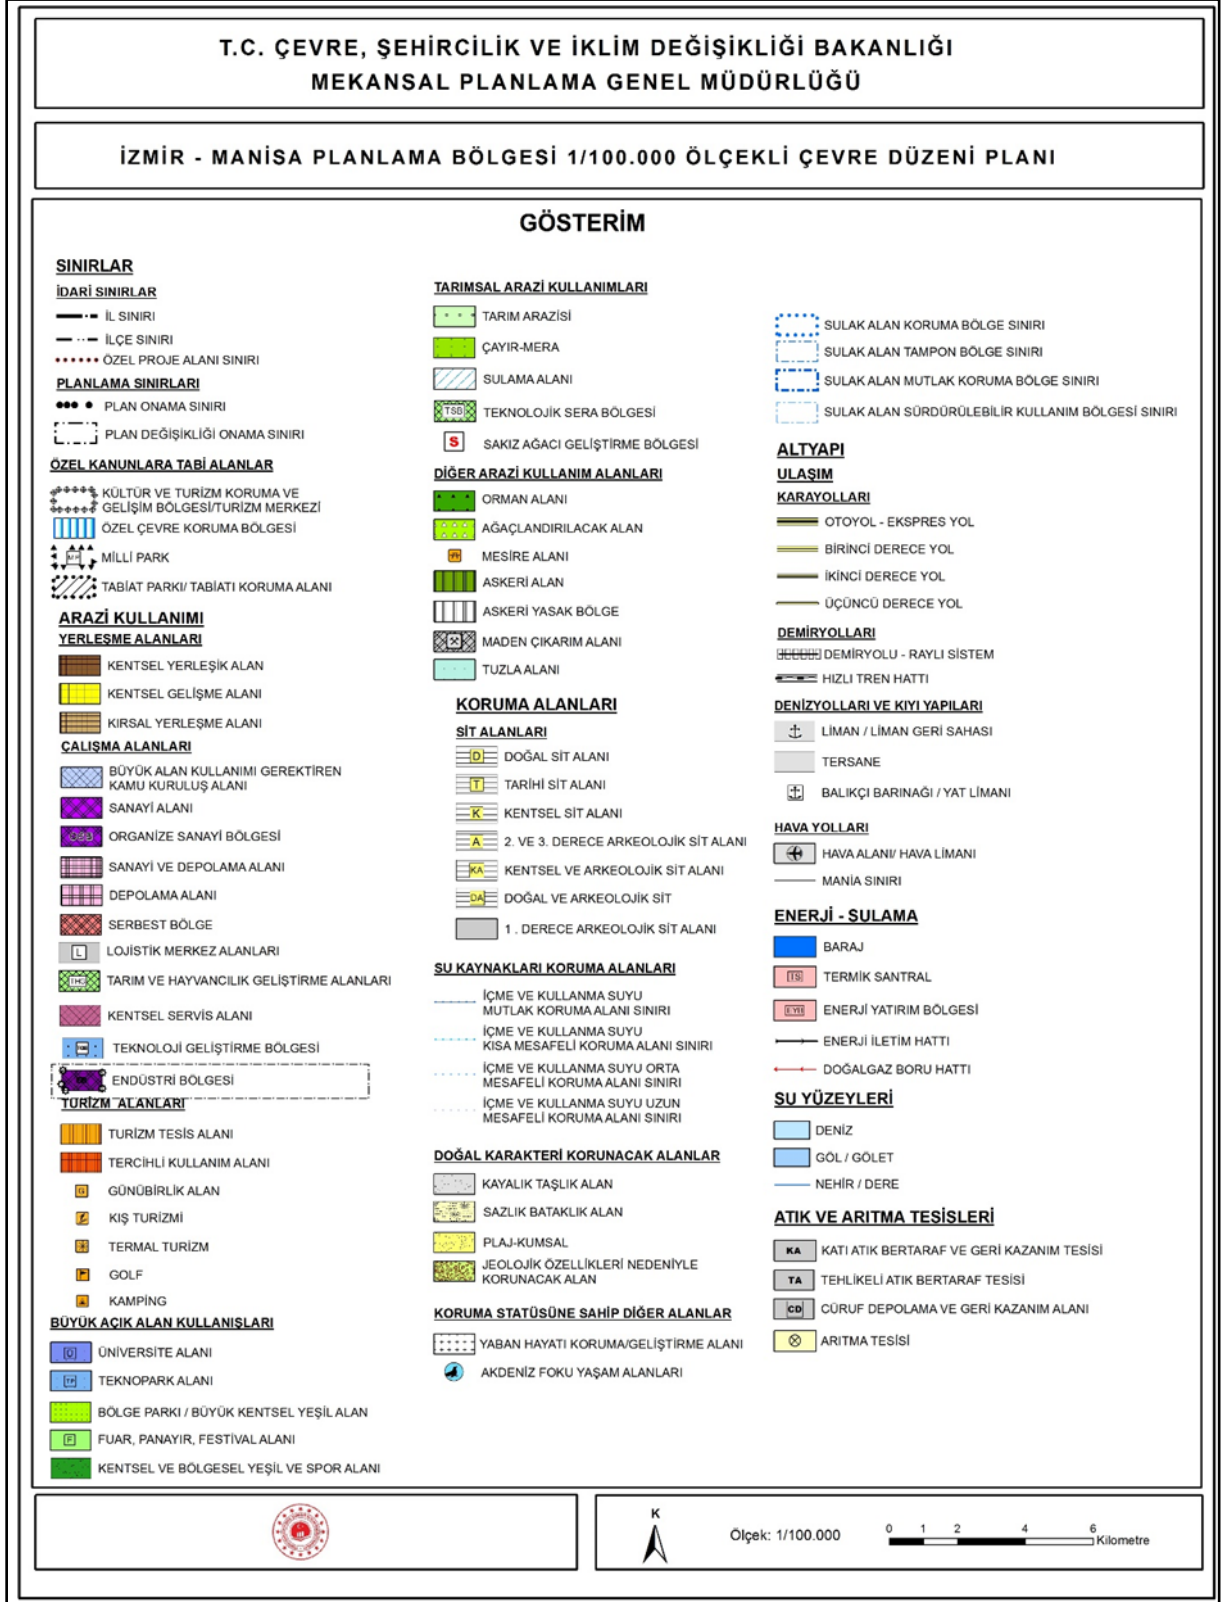 T.C. ÇEVRE, ŞEHİRCİLİK VE İKLİM DEĞİŞİKLİĞİ BAKANLIĞI
MEKANSAL PLANLAMA GENEL MÜDÜRLÜĞÜ
İZMİR - MANİSA PLANLAMA BÖLGESİ 1/100.000 ÖLÇEKLİ ÇEVRE DÜZENİ PLANI
GÖSTERİM
SINIRLAR
İDARİ SINIRLAR
İL SINIRI
İLÇE SINIRI
ÖZEL PROJE ALANI SINIRI
PLANLAMA SINIRLARI
PLAN ONAMA SINIRI
PLAN DEĞİŞİKLİĞİ ONAMA SINIRI
ÖZEL KANUNLARA TABİ ALANLAR
KÜLTÜR VE TURİZM KORUMA VE
GELİŞİM BÖLGESİ/TURİZM MERKEZİ
ÖZEL ÇEVRE KORUMA BÖLGESİ
MP MİLLİ PARK
TABİAT PARKI/ TABİATI KORUMA ALANI
ARAZİ KULLANIMI
YERLEŞME ALANLARI
KENTSEL YERLEŞİK ALAN
KENTSEL GELİŞME ALANI
KIRSAL YERLEŞME ALANI
ÇALIŞMA ALANLARI
BÜYÜK ALAN KULLANIMI GEREKTİREN
KAMU KURULUŞ ALANI
SANAYİ ALANI
OSB ORGANİZE SANAYİ BÖLGESİ
SANAYİ VE DEPOLAMA ALANI
DEPOLAMA ALANI
SERBEST BÖLGE
L LOJİSTİK MERKEZ ALANLARI
THG TARIM VE HAYVANCILIK GELİŞTİRME ALANLARI
KENTSEL SERVİS ALANI
TEKNOLOJİ GELİŞTİRME BÖLGESİ
ENDÜSTRİ BÖLGESİ
TURİZM ALANLARI
TURİZM TESİS ALANI
TERCİHLİ KULLANIM ALANI
G GÜNÜBİRLİK ALAN
KIŞ TURİZMİ
TERMAL TURİZM
GOLF
KAMPİNG
BÜYÜK AÇIK ALAN KULLANIŞLARI
Ü ÜNİVERSİTE ALANI
TP TEKNOPARK ALANI
BÖLGE PARKI / BÜYÜK KENTSEL YEŞİL ALAN
F FUAR, PANAYIR, FESTİVAL ALANI
KENTSEL VE BÖLGESEL YEŞİL VE SPOR ALANI
TARIMSAL ARAZİ KULLANIMLARI
TARIM ARAZİSİ
ÇAYIR-MERA
SULAMA ALANI
TSB TEKNOLOJİK SERA BÖLGESİ
S SAKIZ AĞACI GELİŞTİRME BÖLGESİ
DİĞER ARAZİ KULLANIM ALANLARI
ORMAN ALANI
AĞAÇLANDIRILACAK ALAN
MESİRE ALANI
ASKERİ ALAN
ASKERİ YASAK BÖLGE
MADEN ÇIKARIM ALANI
TUZLA ALANI
KORUMA ALANLARI
SİT ALANLARI
D DOĞAL SİT ALANI
T TARİHİ SİT ALANI
K KENTSEL SİT ALANI
A 2. VE 3. DERECE ARKEOLOJİK SİT ALANI
KA KENTSEL VE ARKEOLOJİK SİT ALANI
DA DOĞAL VE ARKEOLOJİK SİT
1 . DERECE ARKEOLOJİK SİT ALANI
SU KAYNAKLARI KORUMA ALANLARI
İÇME VE KULLANMA SUYU
MUTLAK KORUMA ALANI SINIRI
İÇME VE KULLANMA SUYU
KISA MESAFELİ KORUMA ALANI SINIRI
İÇME VE KULLANMA SUYU ORTA
MESAFELİ KORUMA ALANI SINIRI
İÇME VE KULLANMA SUYU UZUN
MESAFELİ KORUMA ALANI SINIRI
DOĞAL KARAKTERİ KORUNACAK ALANLAR
KAYALIK TAŞLIK ALAN
SAZLIK BATAKLIK ALAN
PLAJ-KUMSAL
JEOLOJİK ÖZELLİKLERİ NEDENİYLE
KORUNACAK ALAN
KORUMA STATÜSÜNE SAHİP DİĞER ALANLAR
YABAN HAYATI KORUMA/GELİŞTİRME ALANI
AKDENİZ FOKU YAŞAM ALANLARI
SULAK ALAN KORUMA BÖLGE SINIRI
SULAK ALAN TAMPON BÖLGE SINIRI
SULAK ALAN MUTLAK KORUMA BÖLGE SINIRI
SULAK ALAN SÜRDÜRÜLEBİLİR KULLANIM BÖLGESİ SINIRI
ALTYAPI
ULAŞIM
KARAYOLLARI
OTOYOL - EKSPRES YOL
BİRİNCİ DERECE YOL
İKİNCİ DERECE YOL
ÜÇÜNCÜ DERECE YOL
DEMİRYOLLARI
DEMİRYOLU - RAYLI SİSTEM
HIZLI TREN HATTI
DENİZYOLLARI VE KIYI YAPILARI
LİMAN / LİMAN GERİ SAHASI
TERSANE
BALIKÇI BARINAĞI / YAT LİMANI
HAVA YOLLARI
HAVA ALANI/ HAVA LİMANI
MANİA SINIRI
ENERJİ - SULAMA
BARAJ
TS TERMİK SANTRAL
EYB ENERJİ YATIRIM BÖLGESİ
ENERJİ İLETİM HATTI
DOĞALGAZ BORU HATTI
SU YÜZEYLERİ
DENİZ
GÖL / GÖLET
NEHİR / DERE
ATIK VE ARITMA TESİSLERİ
KA KATI ATIK BERTARAF VE GERİ KAZANIM TESİSİ
TA TEHLİKELİ ATIK BERTARAF TESİSİ
CD CÜRUF DEPOLAMA VE GERİ KAZANIM ALANI
ARITMA TESİSİ
K
Ölçek: 1/100.000
0 1 2 4 6
Kilometre